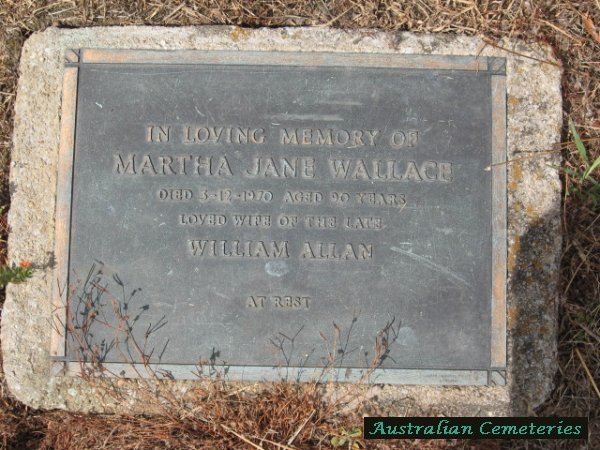 IN LOVING MEMORY OF
MARTHA JANE WALLACE
DIED 3-12-1970 AGED 90 YEARS
LOVED WIFE OF THE LATE
WILLIAM ALLAN
AT REST
Australian Cemeteries